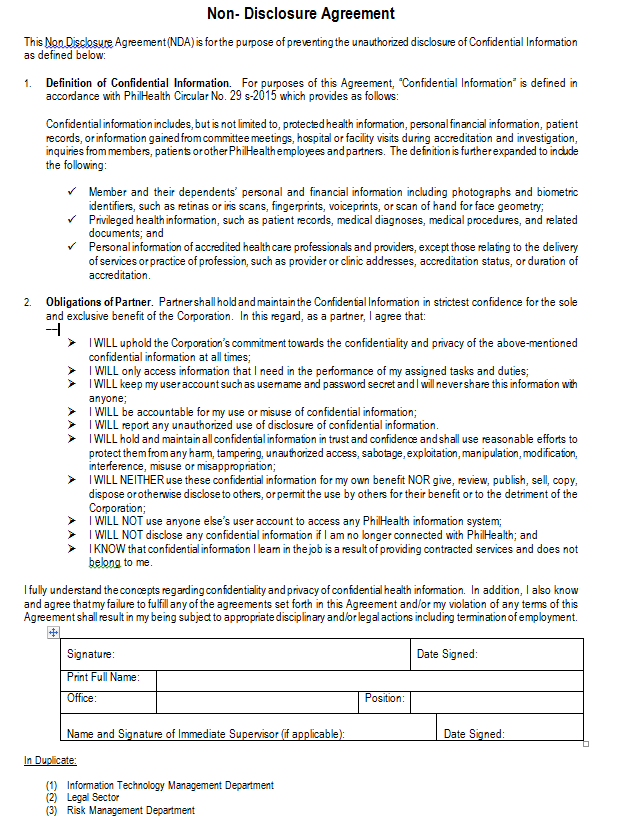 Non- Disclosure Agreement
This Non Disclosure Agreement (NDA) is for the purpose of preventing the unauthorized disclosure of Confidential Information
as defined below:
1. Definition of Confidential Information. For purposes of this Agreement, "Confidential Information" is defined in
accordance with PhilHealth Circular No. 29 s-2015 which provides as follows:
Confidential information includes, but is not limited to, protected health information, personal financial information, patient
records, or information gained from committee meetings, hospital or facility visits during accreditation and investigation,
inquiries from members, patients or other PhilHealth employees and partners. The definition is further expanded to include
the following:
✓ Member and their dependents' personal and financial information including photographs and biometric
identifiers, such as retinas or iris scans, fingerprints, voiceprints, or scan of hand for face geometry;
✓ Privileged health information, such as patient records, medical diagnoses, medical procedures, and related
documents; and
✓ Personal information of accredited health care professionals and providers, except those relating to the delivery
of services or practice of profession, such as provider or clinic addresses, accreditation status, or duration of
accreditation.
2. Obligations of Partner. Partner shall hold and maintain the Confidential Information in strictest confidence for the sole
and exclusive benefit of the Corporation. In this regard, as a partner, I agree that:
➤ I WILL uphold the Corporation's commitment towards the confidentiality and privacy of the above-mentioned
confidential information at all times;
➤ I WILL only access information that I need in the performance of my assigned tasks and duties;
➤ I WILL keep my user account such as username and password secret and I will never share this information with
anyone;
➤ I WILL be accountable for my use or misuse of confidential information;
➤ I WILL report any unauthorized use of disclosure of confidential information.
➤ I WILL hold and maintain all confidential information in trust and confidence and shall use reasonable efforts to
protect them from any harm, tampering, unauthorized access, sabotage, exploitation, manipulation, modification,
interference, misuse or misappropriation;
➤ I WILL NEITHER use these confidential information for my own benefit NOR give, review, publish, sell, copy,
dispose or otherwise disclose to others, or permit the use by others for their benefit or to the detriment of the
Corporation;
➤ I WILL NOT use anyone else's user account to access any PhilHealth information system;
➤ I WILL NOT disclose any confidential information if I am no longer connected with PhilHealth; and
➤ I KNOW that confidential information I learn in the job is a result of providing contracted services and does not
belong to me.
I fully understand the concepts regarding confidentiality and privacy of confidential health information. In addition, I also know
and agree that my failure to fulfill any of the agreements set forth in this Agreement and/or my violation of any terms of this
Agreement shall result in my being subject to appropriate disciplinary and/or legal actions including termination of employment.
Signature: Date Signed:
Print Full Name:
Office: Position:
Name and Signature of Immediate Supervisor (if applicable): Date Signed:
In Duplicate:
(1) Information Technology Management Department
(2) Legal Sector
(3) Risk Management Department